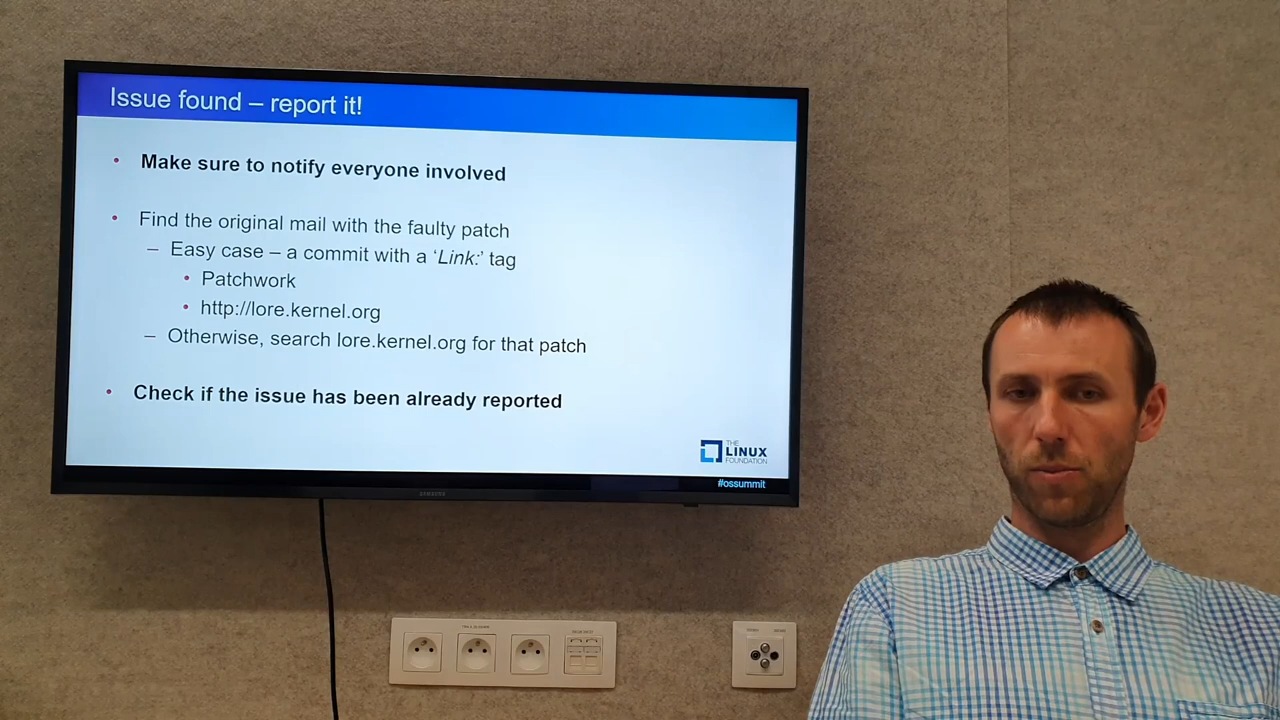 Issue found – report it!
• Make sure to notify everyone involved
• Find the original mail with the faulty patch
– Easy case – a commit with a ‘Link:’ tag
• Patchwork
• http://lore.kernel.org
– Otherwise, search lore.kernel.org for that patch
• Check if the issue has been already reported
THE
LINUX
FOUNDATION
#ossummit
SAMSUNG